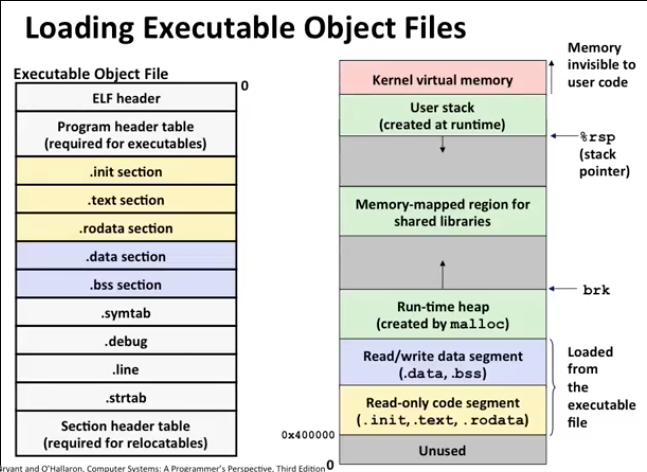 Loading Executable Object Files
Executable Object File
0
ELF header
Program header table
(required for executables)
.init section
.text section
.rodata section
.data section
.bss section
.symtab
.debug
.line
.strtab
Section header table
(required for relocatables)
Kernel virtual memory
Memory
invisible to
user code
User stack
(created at runtime)
%rsp
(stack
pointer)
Memory-mapped region for
shared libraries
brk
Run-time heap
(created by malloc)
Read/write data segment
(.data, .bss)
Read-only code segment
(.init, .text, .rodata)
Loaded
from
the
executable
file
0x400000
Unused
0
Bryant and O'Hallaron, Computer Systems: A Programmer's Perspective, Third Edition